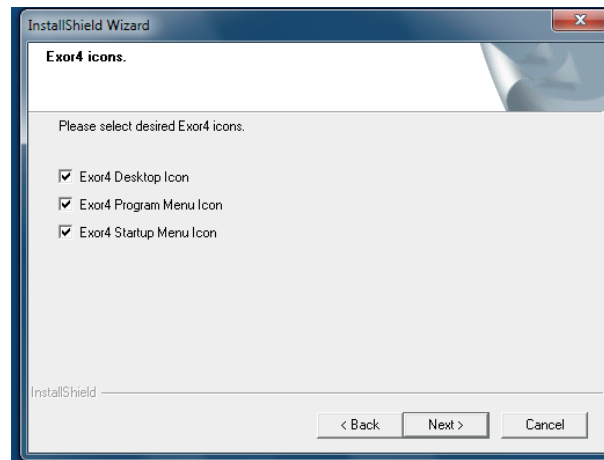 InstallShield Wizard
Exor4 icons.
Please select desired Exor4 icons.
Exor4 Desktop Icon
Exor4 Program Menu Icon
Exor4 Startup Menu Icon
InstallShield
< Back Next > Cancel